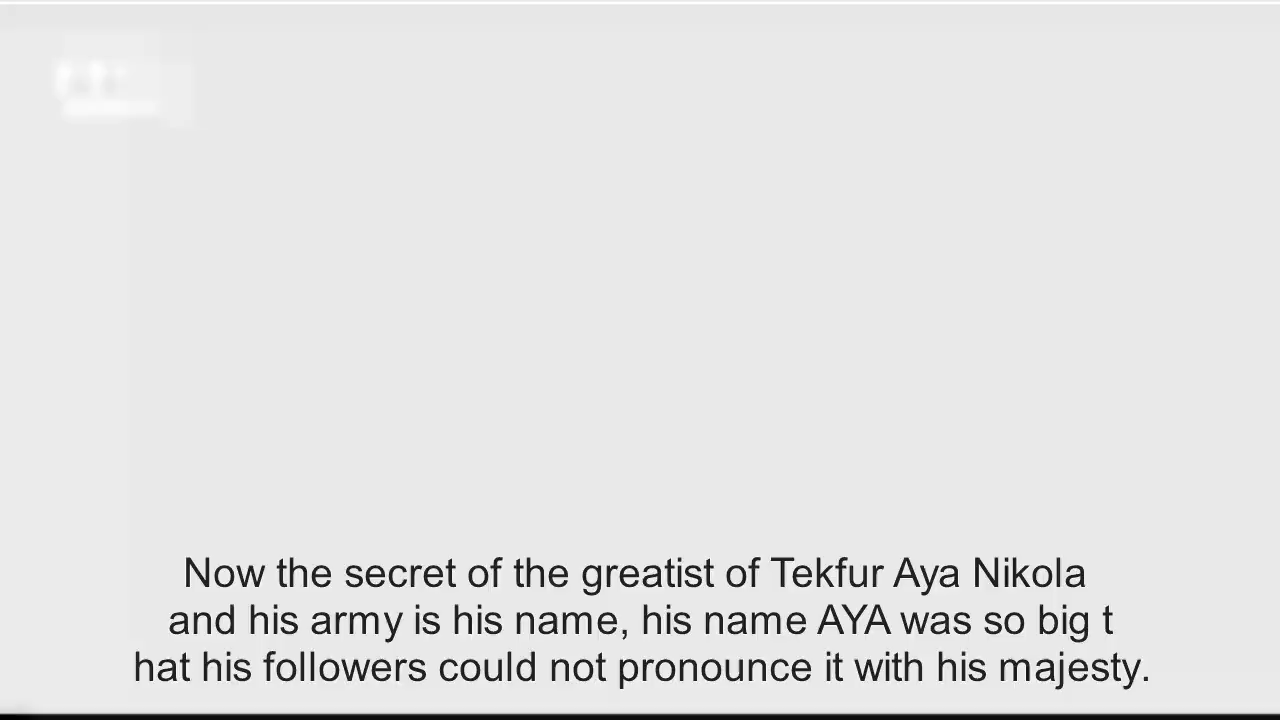 Now the secret of the greatist of Tekfur Aya Nikola
and his army is his name, his name AYA was so big t
hat his followers could not pronounce it with his majesty.